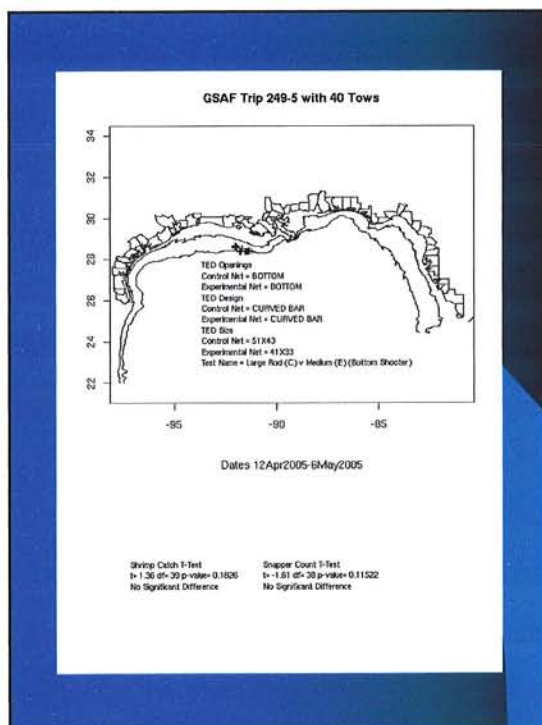 GSAF Trip 249-5 with 40 Tows
34
32
30
28
26
24
22
TED Openings
Control Net = BOTTOM
Experimental Net = BOTTOM
TED Design
Control Net = CURVED BAR
Experimental Net = CURVED BAR
TED Size
Control Net = 51X43
Experimental Net = 41X33
Test Name = Large Rod (C) v Medium (E) (Bottom Shooter)
-95 -90 -85
Dates 12Apr2005-6May2005
Shrimp Catch T-Test Snapper Count T-Test
t= 1.36 df= 39 p-value= 0.1826 t= -1.61 df= 38 p-value= 0.11522
No Significant Difference No Significant Difference